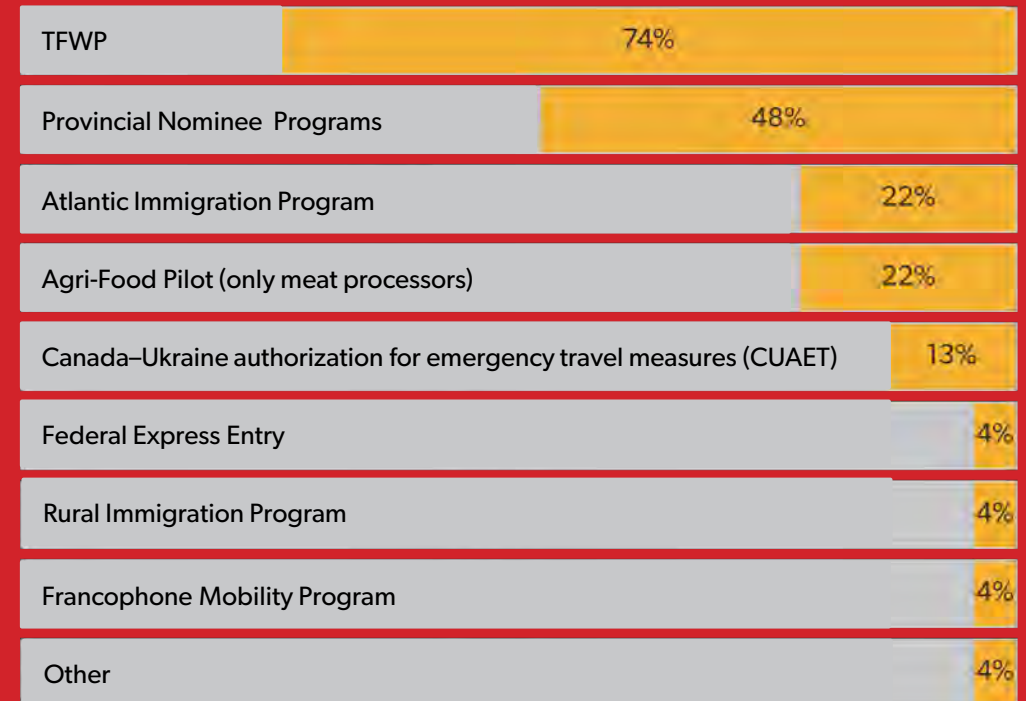 TFWP 74%
Provincial Nominee Programs 48%
Atlantic Immigration Program 22%
Agri-Food Pilot (only meat processors) 22%
Canada–Ukraine authorization for emergency travel measures (CUAET) 13%
Federal Express Entry 4%
Rural Immigration Program 4%
Francophone Mobility Program 4%
Other 4%